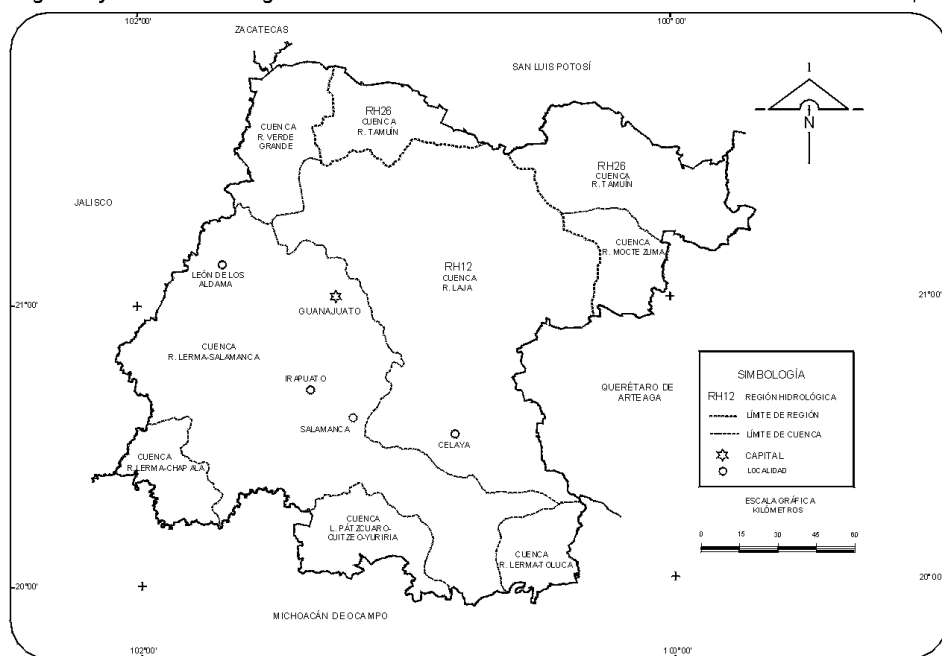 102°00'
100°00'
ZACATECAS
SAN LUIS POTOSÍ
N
RH26
CUENCA
R. TAMUÍN
CUENCA
R. VERDE
GRANDE
RH26
CUENCA
R. TAMUÍN
JALISCO
CUENCA
R. MOCTEZUMA
RH12
CUENCA
R. LAJA
LEÓN DE LOS
ALDAMA
GUANAJUATO
21°00'
21°00'
CUENCA
R. LERMA-SALAMANCA
IRAPUATO
SALAMANCA
CELAYA
QUERÉTARO DE
ARTEAGA
SIMBOLOGÍA
RH12 REGIÓN HIDROLÓGICA
LÍMITE DE REGIÓN
LÍMITE DE CUENCA
CAPITAL
LOCALIDAD
CUENCA
R. LERMA-CHAPALA
ESCALA GRÁFICA
KILÓMETROS
0 15 30 45 60
CUENCA
L. PÁTZCUARO-
CUITZEO-YURIRIA
CUENCA
R. LERMA-TOLUCA
20°00'
20°00'
MICHOACÁN DE OCAMPO
102°00'
100°00'